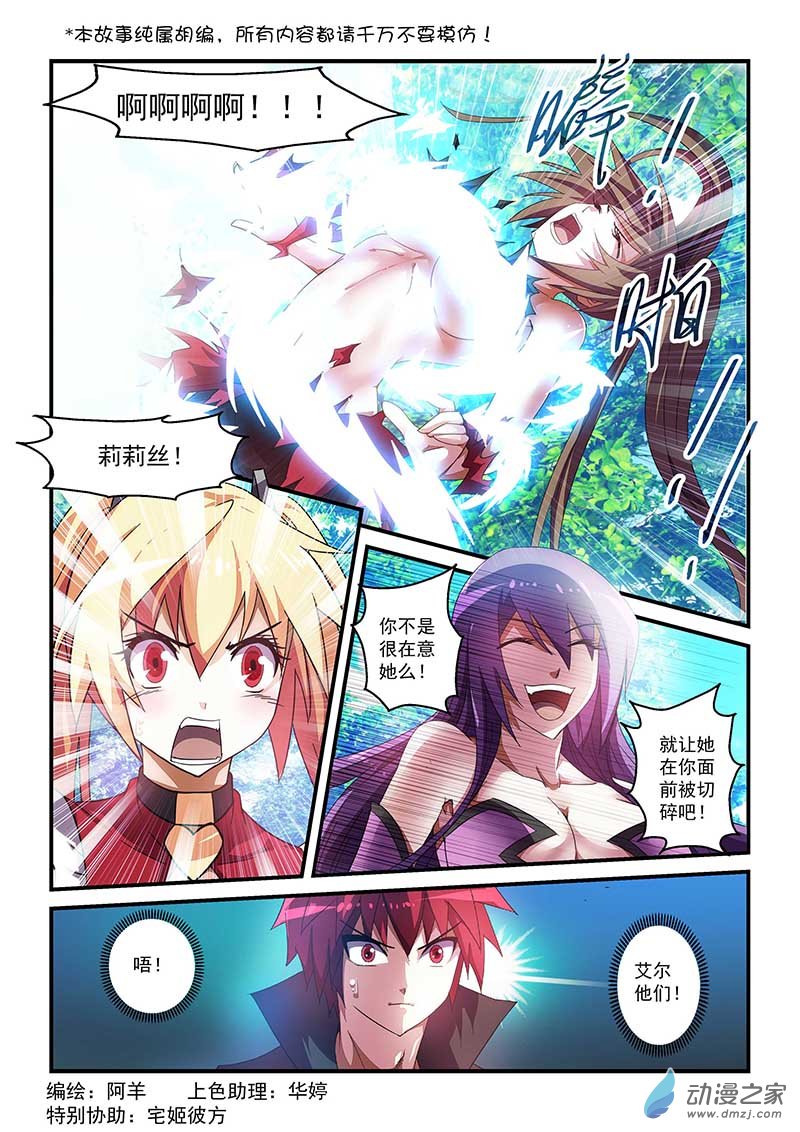 *本故事纯属胡编，所有内容都请千万不要模仿！
啊啊啊啊！！！
嚓！
啪！
莉莉丝！
你不是
很在意
她么！
就让她
在你面
前被切
碎吧！
唔！
艾尔
他们！
编绘：阿羊 上色助理：华婷
特别协助：宅姬彼方
动漫之家
www.dmzj.com